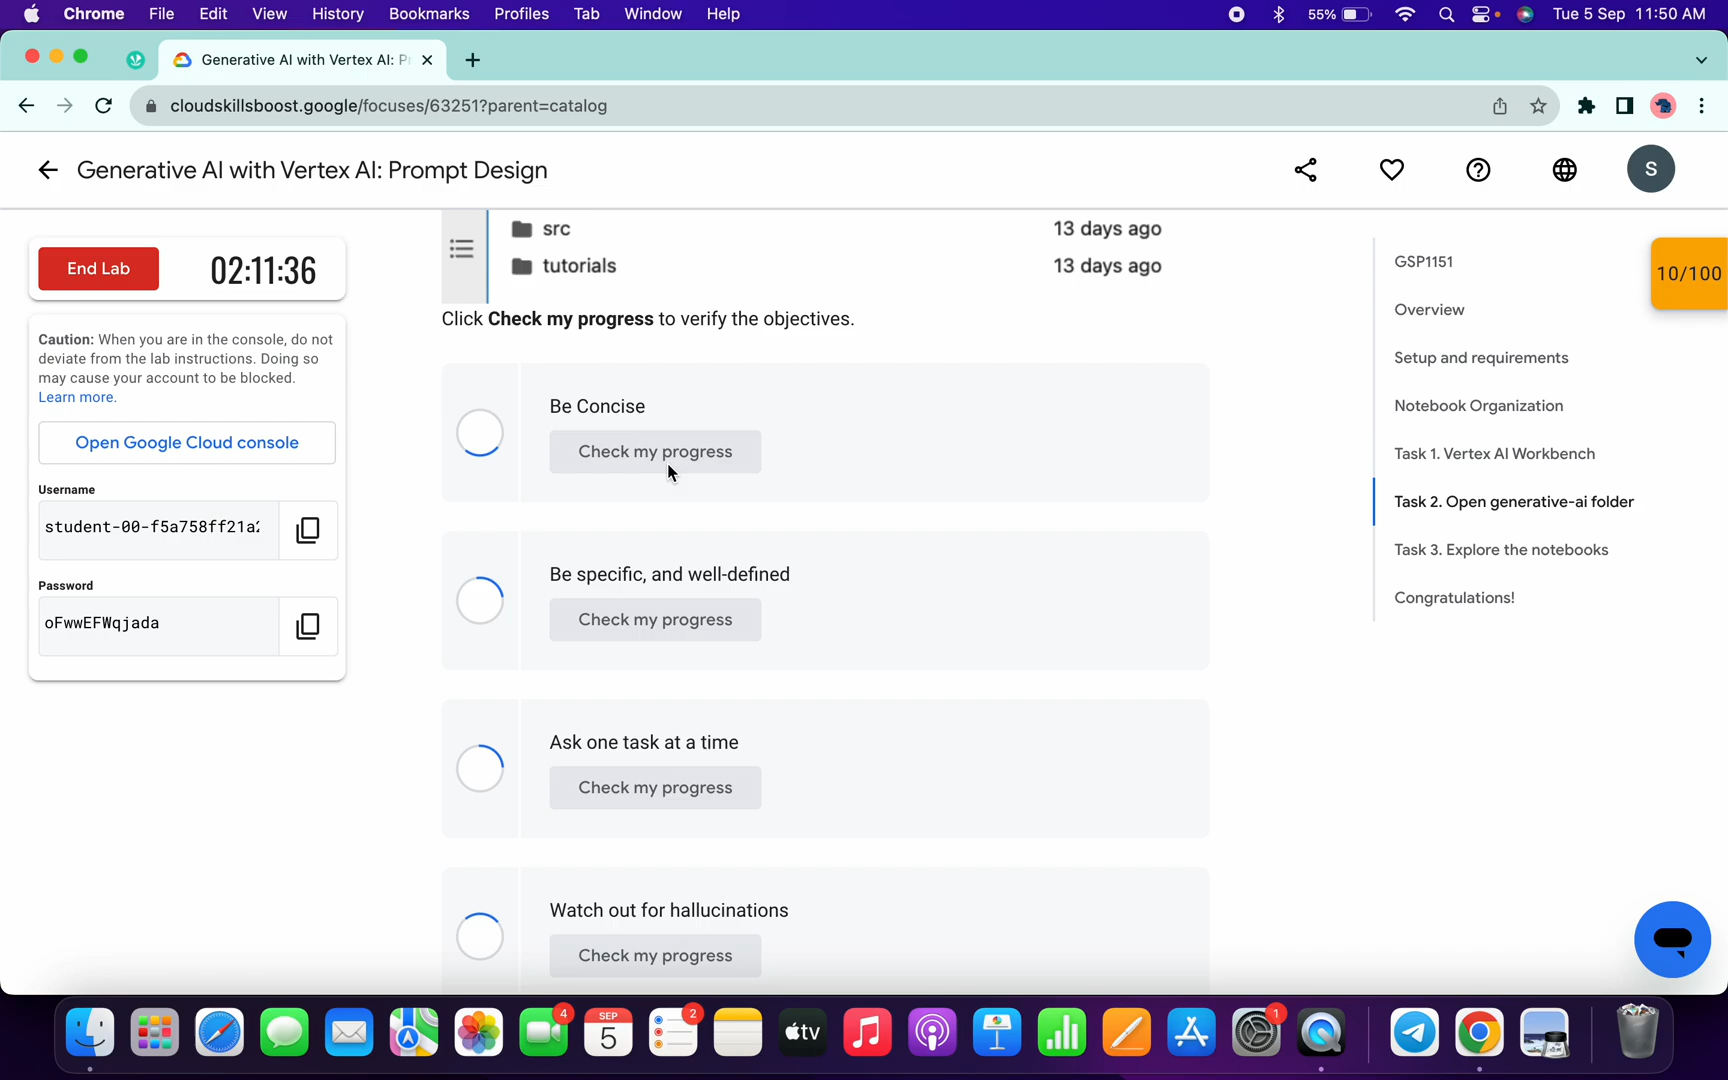 Chrome File Edit View History Bookmarks Profiles Tab Window Help 55% Tue 5 Sep 11:50 AM
Generative AI with Vertex AI: P
cloudskillsboost.google/focuses/63251?parent=catalog
Generative AI with Vertex AI: Prompt Design
S
End Lab 02:11:36
Caution: When you are in the console, do not
deviate from the lab instructions. Doing so
may cause your account to be blocked.
Learn more.
Open Google Cloud console
Username
student-00-f5a758ff21a2
Password
oFwwEFWqjada
src 13 days ago
tutorials 13 days ago
Click Check my progress to verify the objectives.
Be Concise
Check my progress
Be specific, and well-defined
Check my progress
Ask one task at a time
Check my progress
Watch out for hallucinations
Check my progress
GSP1151
Overview
Setup and requirements
Notebook Organization
Task 1. Vertex AI Workbench
Task 2. Open generative-ai folder
Task 3. Explore the notebooks
Congratulations!
10/100
4
SEP
5
2
tv
1